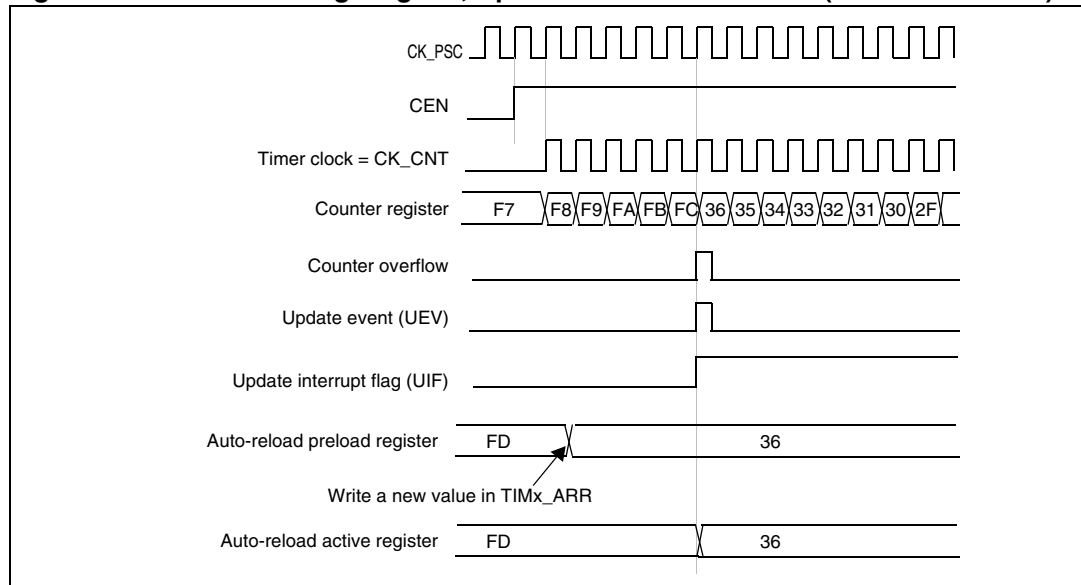 CK_PSC
CEN
Timer clock = CK_CNT
Counter register F7 F8 F9 FA FB FC 36 35 34 33 32 31 30 2F
Counter overflow
Update event (UEV)
Update interrupt flag (UIF)
Auto-reload preload register FD 36
Write a new value in TIMx_ARR
Auto-reload active register FD 36